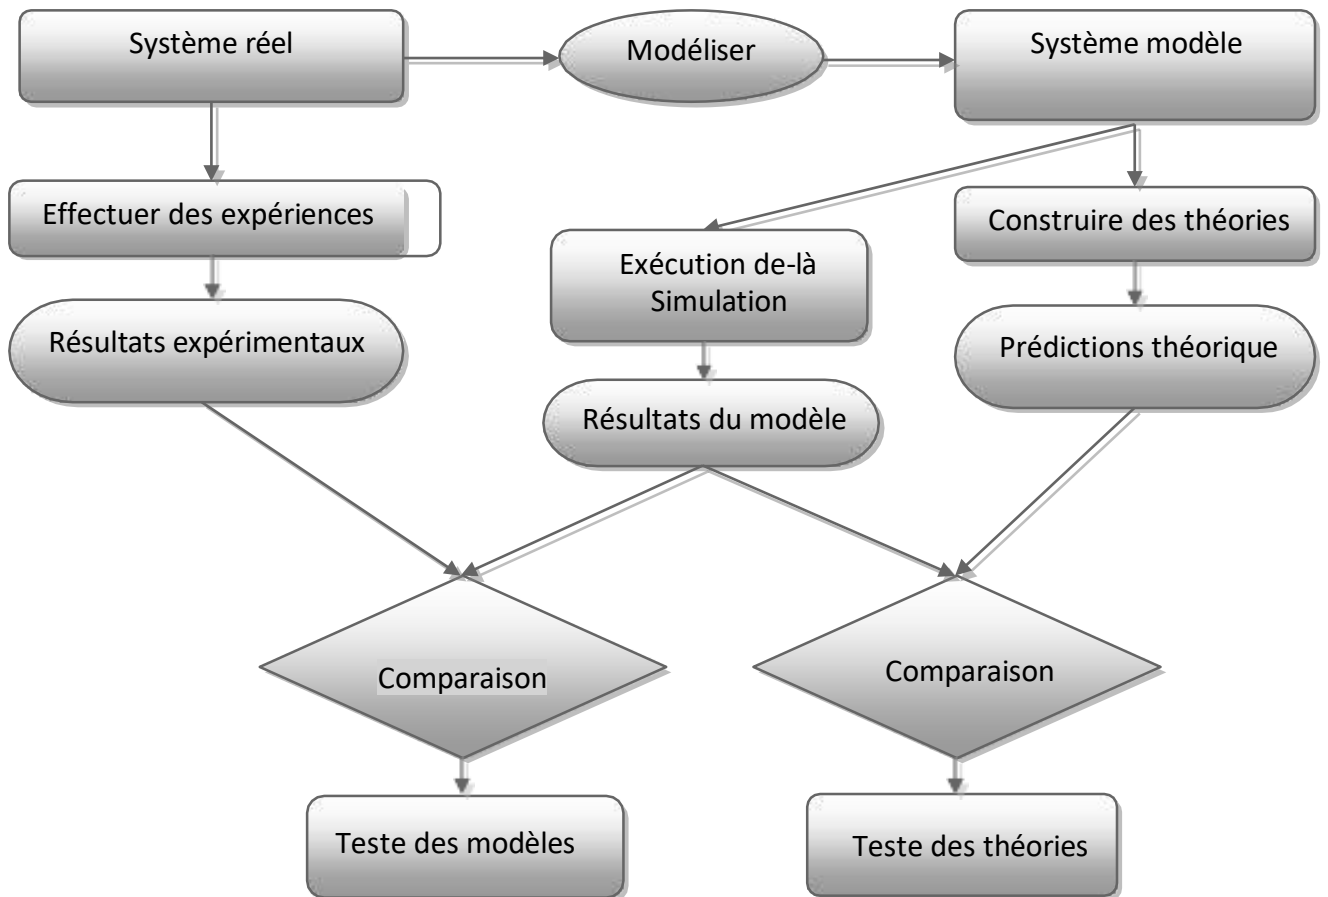 Système réel
Modéliser
Système modèle
Effectuer des expériences
Construire des théories
Exécution de-là
Simulation
Résultats expérimentaux
Prédictions théorique
Résultats du modèle
Comparaison
Comparaison
Teste des modèles
Teste des théories